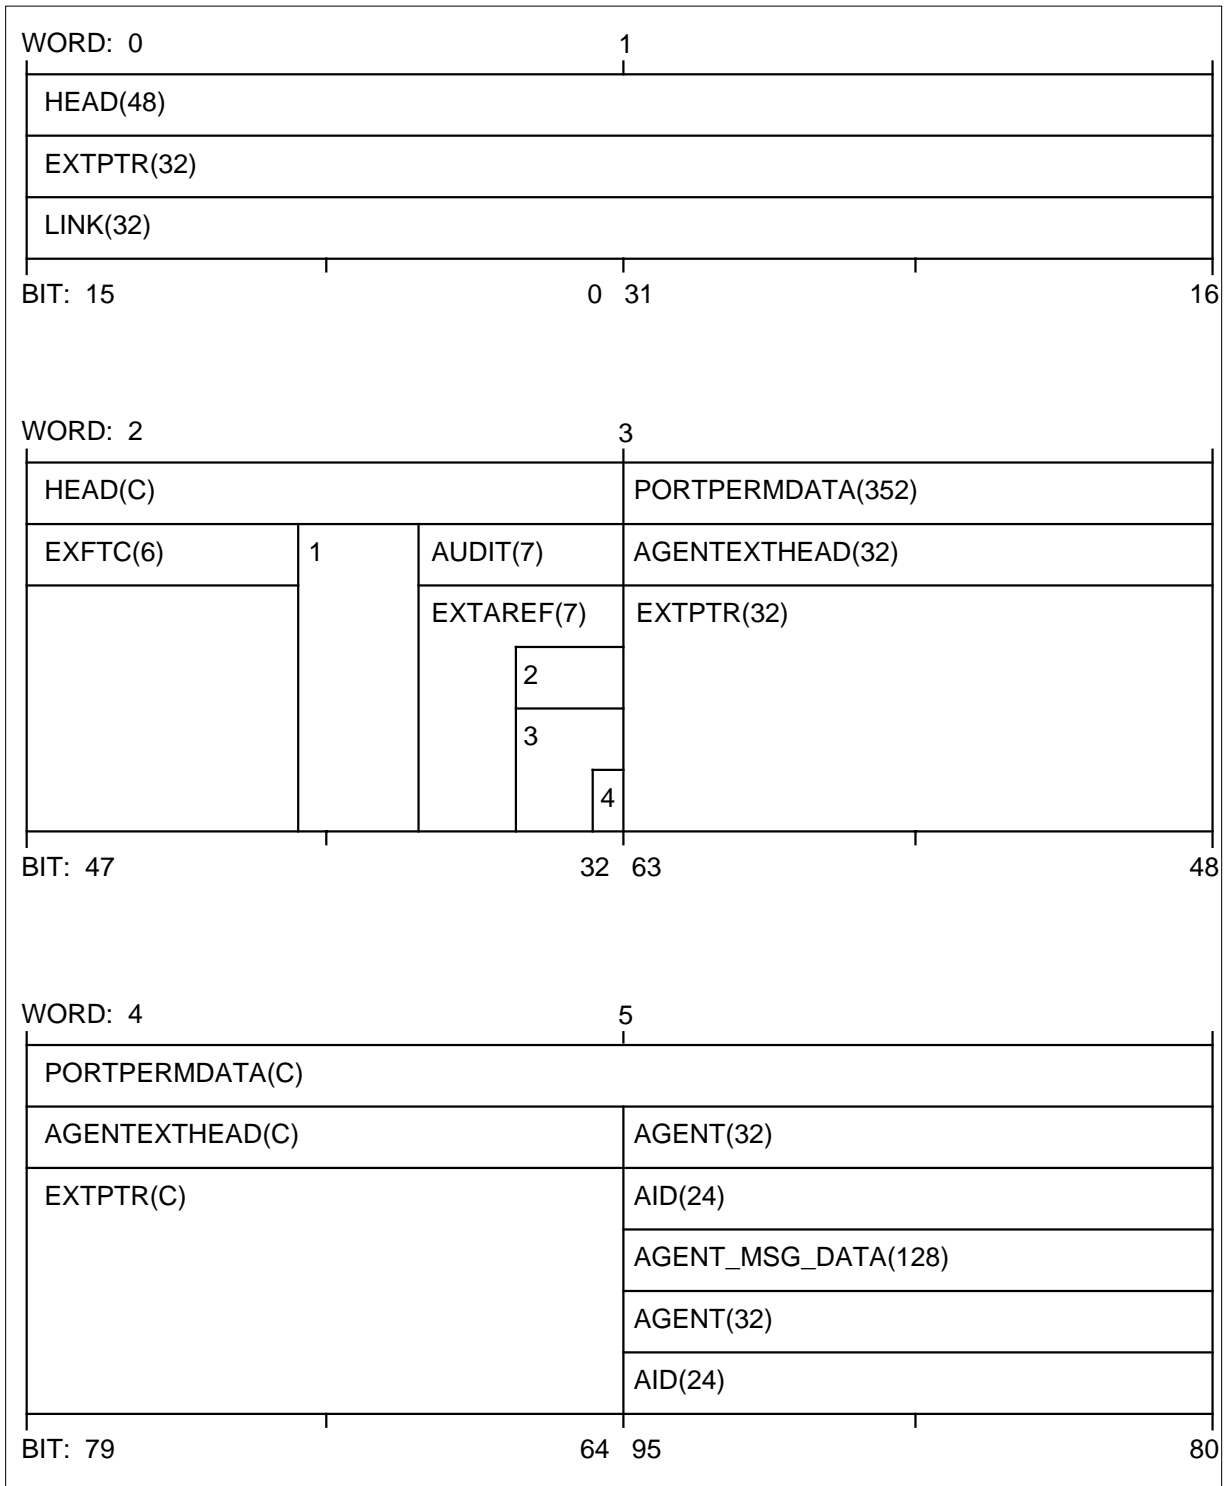 WORD: 0 1
HEAD(48)
EXTPTR(32)
LINK(32)
BIT: 15 0 31 16
WORD: 2 3
HEAD(C) PORTPERMDATA(352)
EXFTC(6) 1 AUDIT(7) AGENTEXTHEAD(32)
EXTAREF(7) EXTPTR(32)
2
3
4
BIT: 47 32 63 48
WORD: 4 5
PORTPERMDATA(C)
AGENTEXTHEAD(C) AGENT(32)
EXTPTR(C) AID(24)
AGENT_MSG_DATA(128)
AGENT(32)
AID(24)
BIT: 79 64 95 80